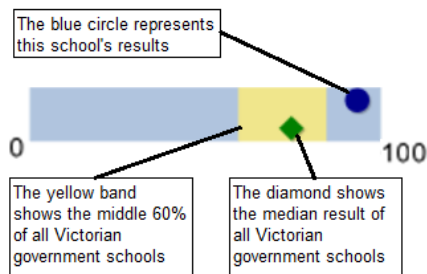 The blue circle represents
this school's results
0
100
The yellow band
shows the middle 60%
of all Victorian
government schools
The diamond shows
the median result of
all Victorian
government schools